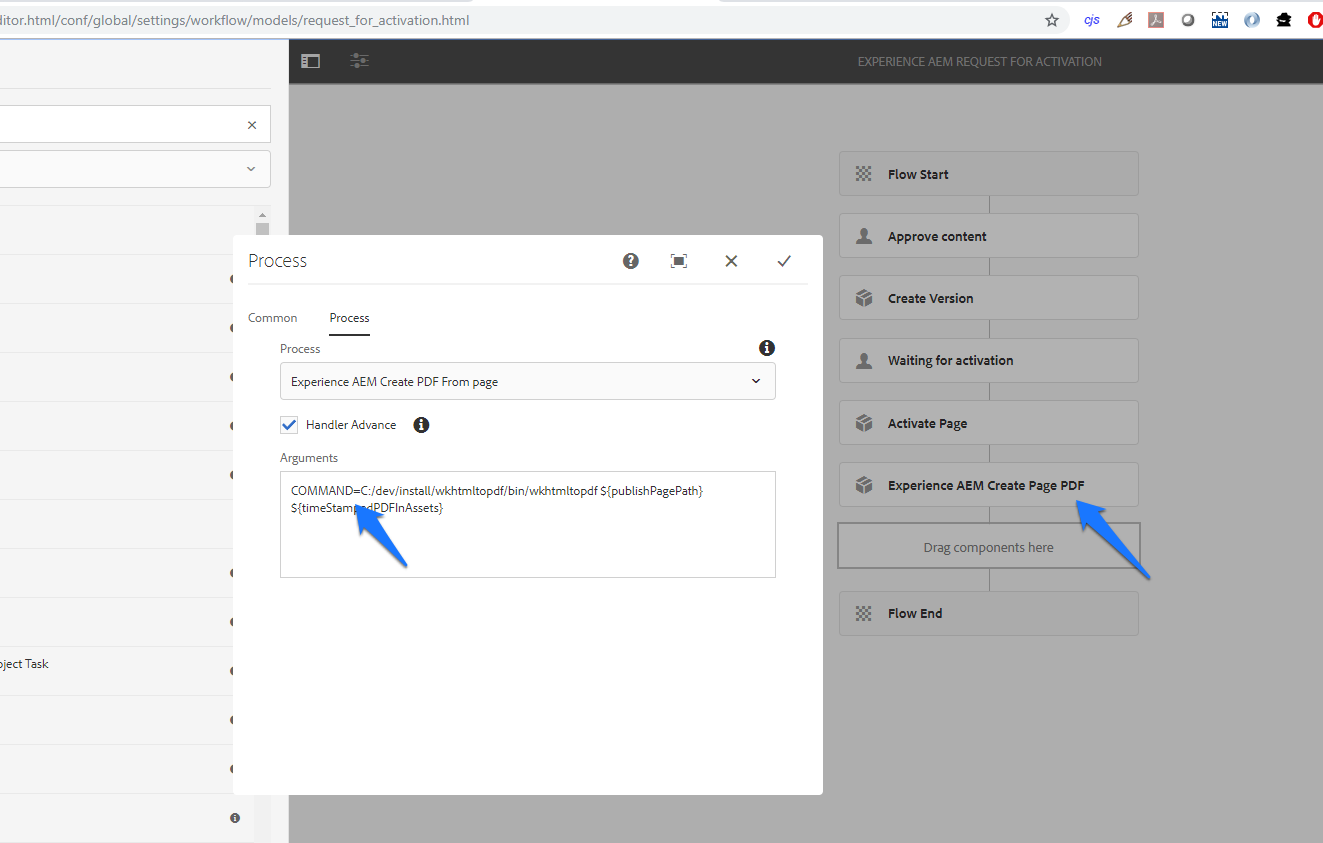 ditor.html/conf/global/settings/workflow/models/request_for_activation.html
cjs
NEW
EXPERIENCE AEM REQUEST FOR ACTIVATION
Flow Start
Approve content
Create Version
Waiting for activation
Activate Page
Experience AEM Create Page PDF
Drag components here
Flow End
Process
Common
Process
Process
Experience AEM Create PDF From page
Handler Advance
Arguments
COMMAND=C:/dev/install/wkhtmltopdf/bin/wkhtmltopdf ${publishPagePath}
${timeStampedPDFInAssets}
oject Task